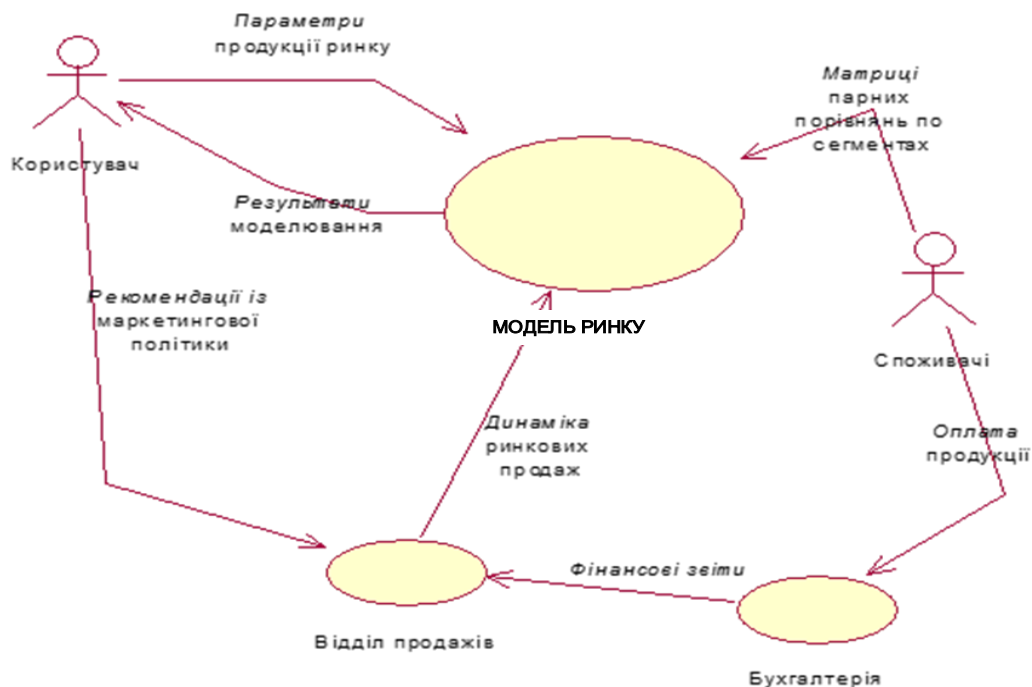 Параметри
продукції ринку
Матриці
парних
порівнянь по
сегментах
Користувач
Результати
моделювання
Рекомендації із
маркетингової
політики
МОДЕЛЬ РИНКУ
Споживачі
Динаміка
ринкових
продаж
Оплата
продукції
Фінансові звіти
Відділ продажів
Бухгалтерія